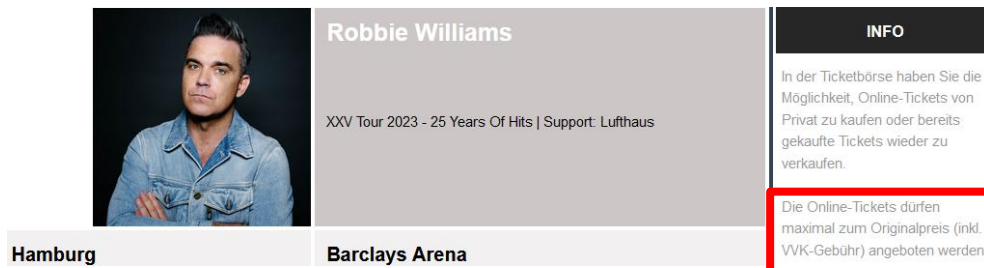 Robbie Williams
XXV Tour 2023 - 25 Years Of Hits | Support: Lufthaus
Hamburg
Barclays Arena
INFO
In der Ticketbörse haben Sie die
Möglichkeit, Online-Tickets von
Privat zu kaufen oder bereits
gekaufte Tickets wieder zu
verkaufen.
Die Online-Tickets dürfen
maximal zum Originalpreis (inkl.
VVK-Gebühr) angeboten werden